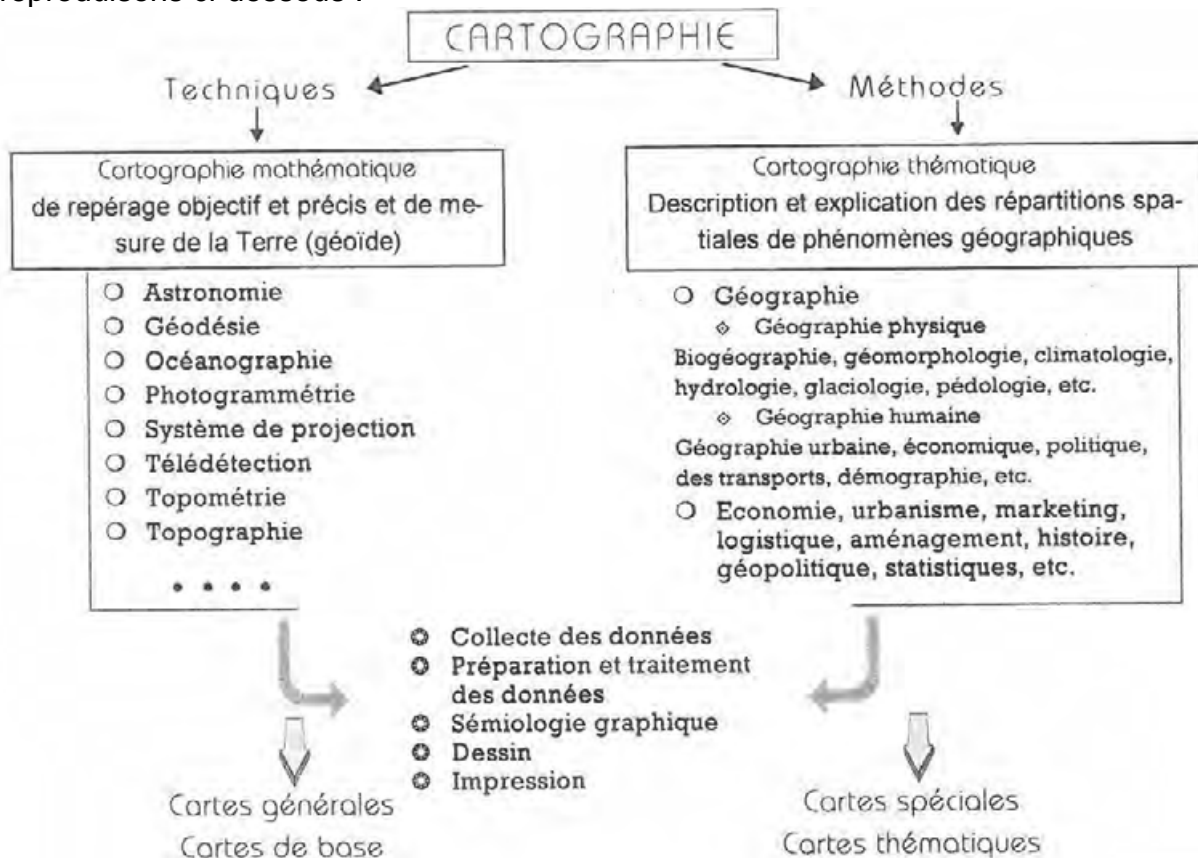 reproduisons ci-dessous :
CARTOGRAPHIE
Techniques
Méthodes
Cartographie mathématique
de repérage objectif et précis et de me-
sure de la Terre (géoïde)
Astronomie
Géodésie
Océanographie
Photogrammétrie
Système de projection
Télédétection
Topométrie
Topographie
. . . .
Cartographie thématique
Description et explication des répartitions spa-
tiales de phénomènes géographiques
Géographie
Géographie physique
Biogéographie, géomorphologie, climatologie,
hydrologie, glaciologie, pédologie, etc.
Géographie humaine
Géographie urbaine, économique, politique,
des transports, démographie, etc.
Economie, urbanisme, marketing,
logistique, aménagement, histoire,
géopolitique, statistiques, etc.
Collecte des données
Préparation et traitement
des données
Sémiologie graphique
Dessin
Impression
Cartes générales
Cartes de base
Cartes spéciales
Cartes thématiques